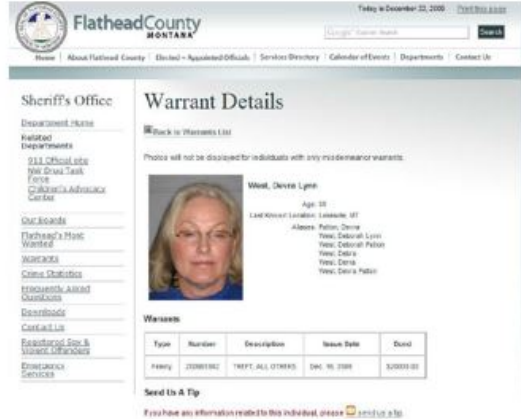 Today is December 22, 2008 Print this page
Flathead County
MONTANA
Search
Home | About Flathead County | Elected - Appointed Officials | Services Directory | Calendar of Events | Departments | Contact Us
Sheriff's Office
Department Home
Related Departments
911 Official site
NW Drug Task Force
Children's Advocacy Center
Our Boards
Flathead's Most Wanted
Warrants
Crime Statistics
Frequently Asked Questions
Downloads
Contact Us
Registered Sex & Violent Offenders
Emergency Services
Warrant Details
Back to Warrants List
Photos will not be displayed for individuals with only misdemeanor warrants.
West, Devra Lynn
Age:
Last Known Location: Lakeside, MT
Aliases: Patton, Devra
West, Deborah Lynn
West, Deborah Patton
West, Debra
West, Devra
West, Devra Patton
Warrants
Type Number Description Issue Date Bond
Felony THEFT, ALL OTHERS Dec. 2008
Send Us A Tip
If you have any information related to this individual, please send us a tip.